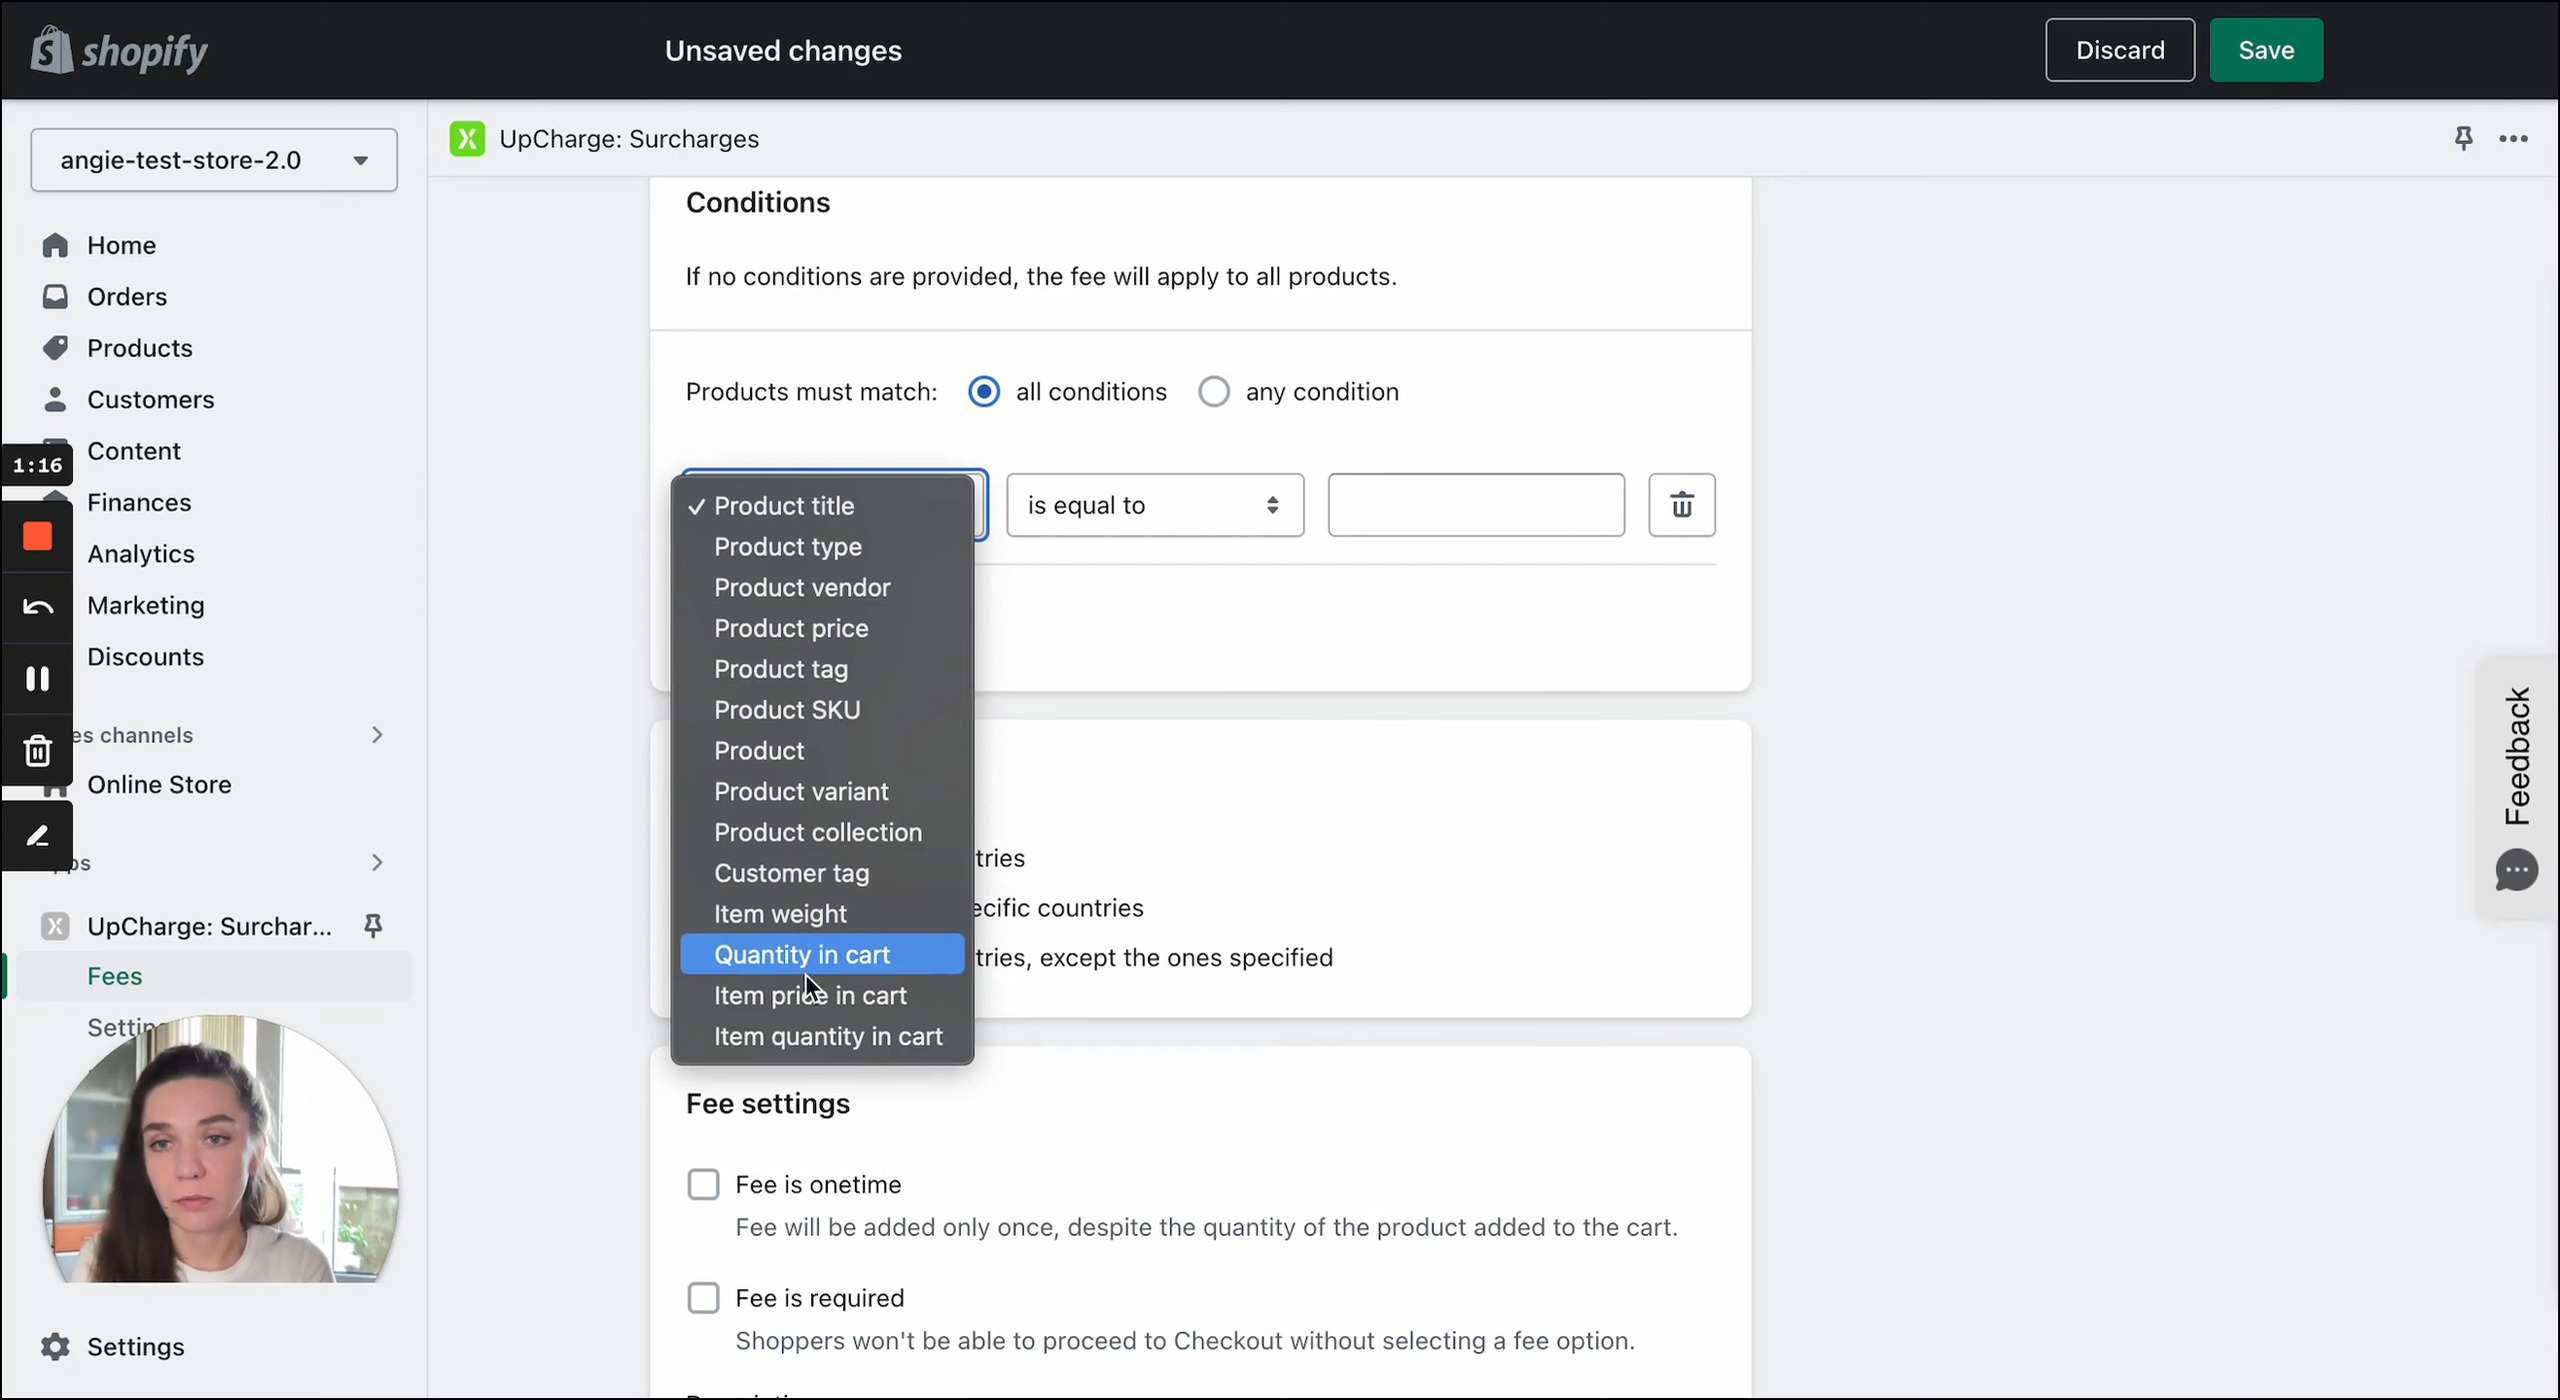 shopify
Unsaved changes
Discard
Save
angie-test-store-2.0
UpCharge: Surcharges
Home
Orders
Products
Customers
Content
1:16
Finances
Analytics
Marketing
Discounts
es channels
Online Store
ps
UpCharge: Surchar...
Fees
Settings
Conditions
If no conditions are provided, the fee will apply to all products.
Products must match:
all conditions
any condition
✓ Product title
is equal to
Product type
Product vendor
Product price
Product tag
Product SKU
Product
Product variant
Product collection
Customer tag
Item weight
Quantity in cart
Item price in cart
Item quantity in cart
tries
ecific countries
tries, except the ones specified
Fee settings
Fee is onetime
Fee will be added only once, despite the quantity of the product added to the cart.
Fee is required
Shoppers won't be able to proceed to Checkout without selecting a fee option.
Feedback